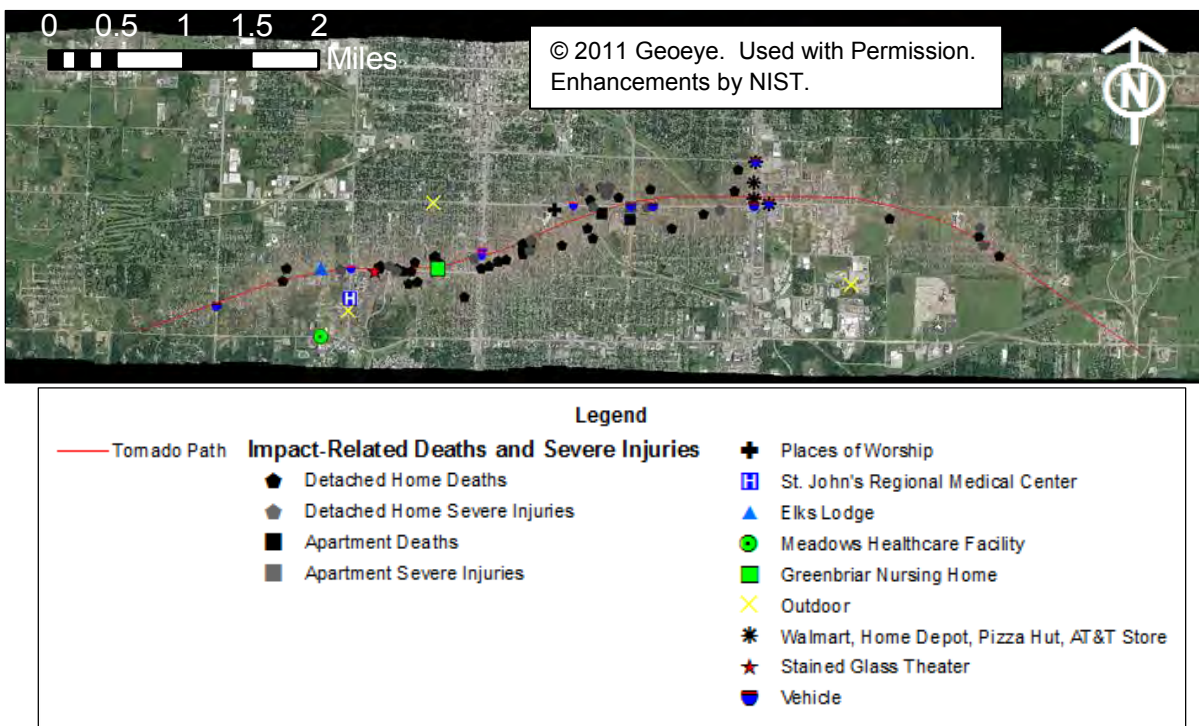 0 0.5 1 1.5 2
Miles
© 2011 Geoeye. Used with Permission.
Enhancements by NIST.
N
Legend
Tornado Path
Impact-Related Deaths and Severe Injuries
Detached Home Deaths
Detached Home Severe Injuries
Apartment Deaths
Apartment Severe Injuries
Places of Worship
H St. John's Regional Medical Center
Elks Lodge
Meadows Healthcare Facility
Greenbriar Nursing Home
Outdoor
Walmart, Home Depot, Pizza Hut, AT&T Store
Stained Glass Theater
Vehicle
H